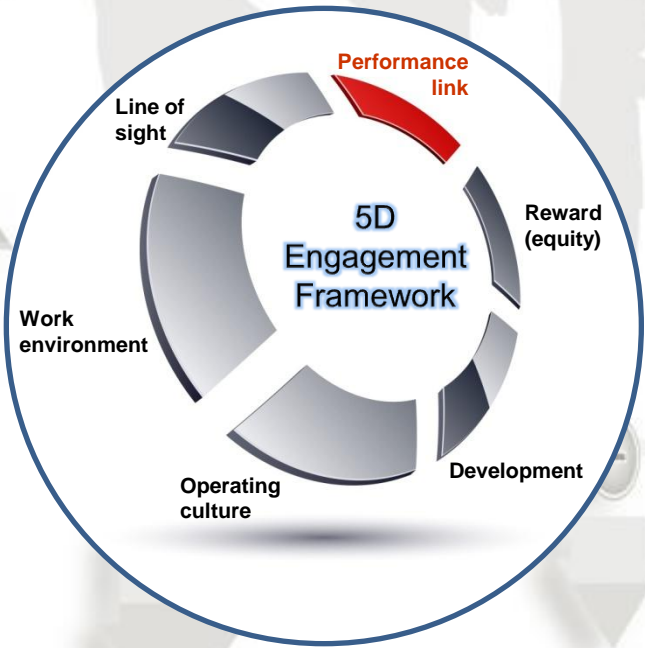 Performance
link
Line of
sight
5D
Engagement
Framework
Reward
(equity)
Work
environment
Development
Operating
culture